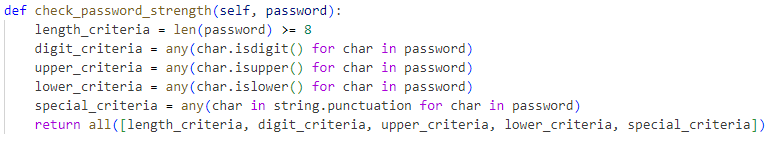 def check_password_strength(self, password):
    length_criteria = len(password) >= 8
    digit_criteria = any(char.isdigit() for char in password)
    upper_criteria = any(char.isupper() for char in password)
    lower_criteria = any(char.islower() for char in password)
    special_criteria = any(char in string.punctuation for char in password)
    return all([length_criteria, digit_criteria, upper_criteria, lower_criteria, special_criteria])